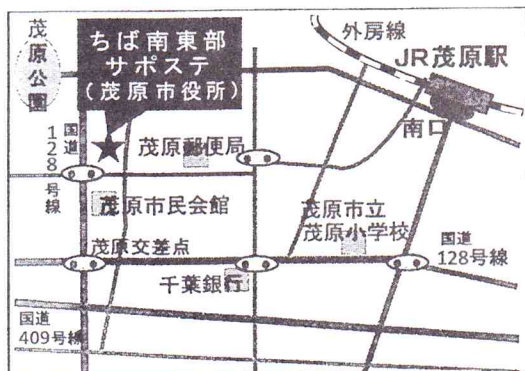 茂原公園
ちば南東部
サポステ
(茂原市役所)
外房線
JR茂原駅
南口
国道128号線
茂原郵便局
茂原市民会館
茂原市立
茂原小学校
茂原交差点
国道
128号線
千葉銀行
国道
409号線